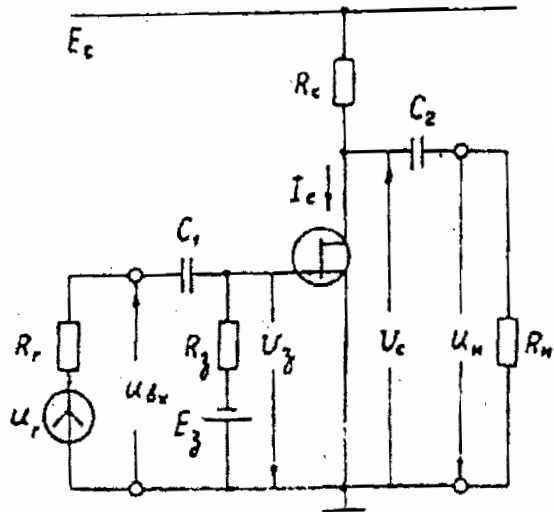 E_c
R_c
C_2
I_c
C_1
R_г
R_з
U_з
U_c
u_н
R_н
u_вх
u_г
E_з